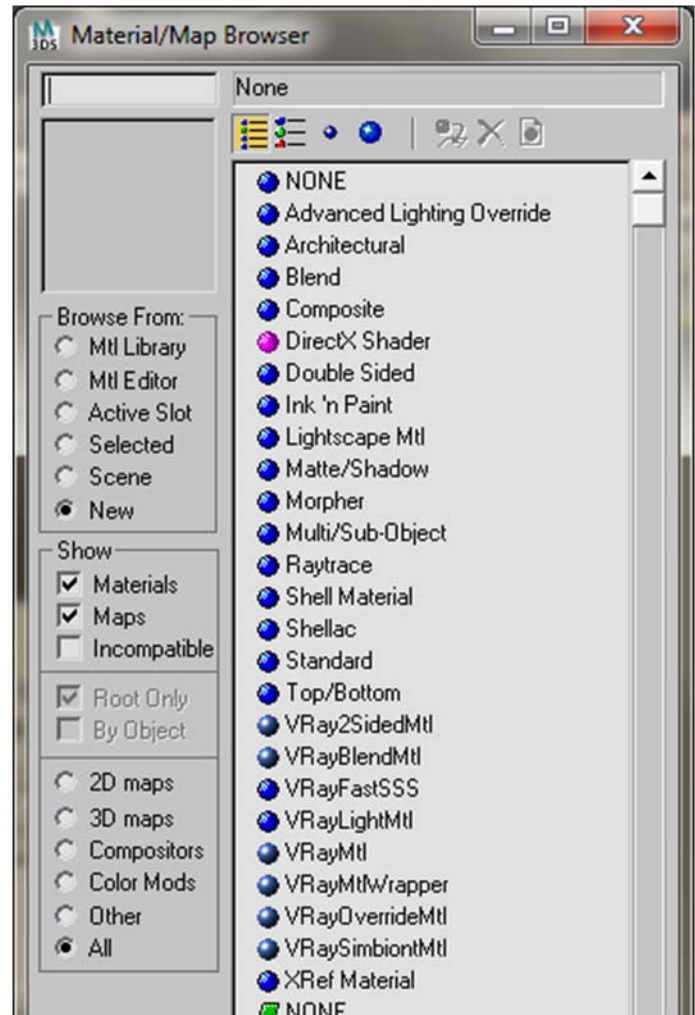 M
3DS
Material/Map Browser
None
NONE
Advanced Lighting Override
Architectural
Blend
Composite
DirectX Shader
Double Sided
Ink 'n Paint
Lightscape Mtl
Matte/Shadow
Morpher
Multi/Sub-Object
Raytrace
Shell Material
Shellac
Standard
Top/Bottom
VRay2SidedMtl
VRayBlendMtl
VRayFastSSS
VRayLightMtl
VRayMtl
VRayMtlWrapper
VRayOverrideMtl
VRaySimbiontMtl
XRef Material
NONE
Browse From:
Mtl Library
Mtl Editor
Active Slot
Selected
Scene
New
Show
Materials
Maps
Incompatible
Root Only
By Object
2D maps
3D maps
Compositors
Color Mods
Other
All